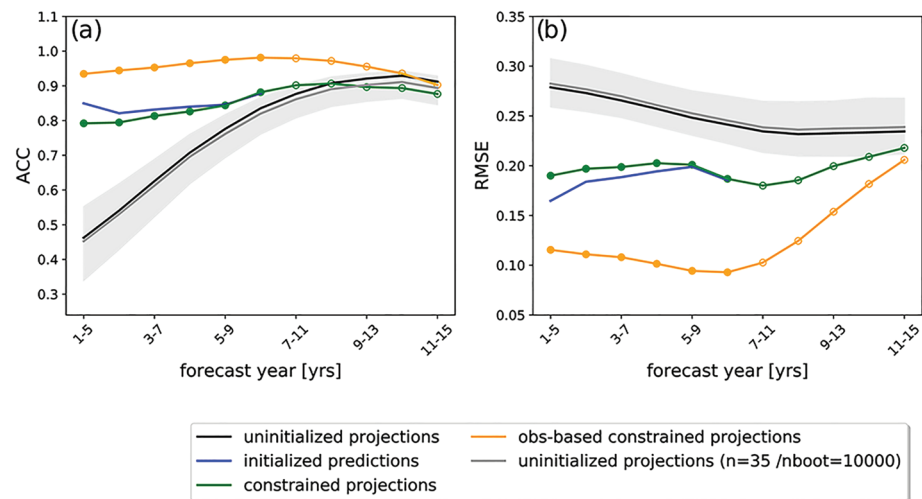 (a)
ACC
1.1
1.0
0.9
0.8
0.7
0.6
0.5
0.4
0.3
1-5
3-7
5-9
7-11
9-13
11-15
forecast year [yrs]
(b)
RMSE
0.35
0.30
0.25
0.20
0.15
0.10
0.05
1-5
3-7
5-9
7-11
9-13
11-15
forecast year [yrs]
uninitialized projections
initialized predictions
constrained projections
obs-based constrained projections
uninitialized projections (n=35 /nboot=10000)